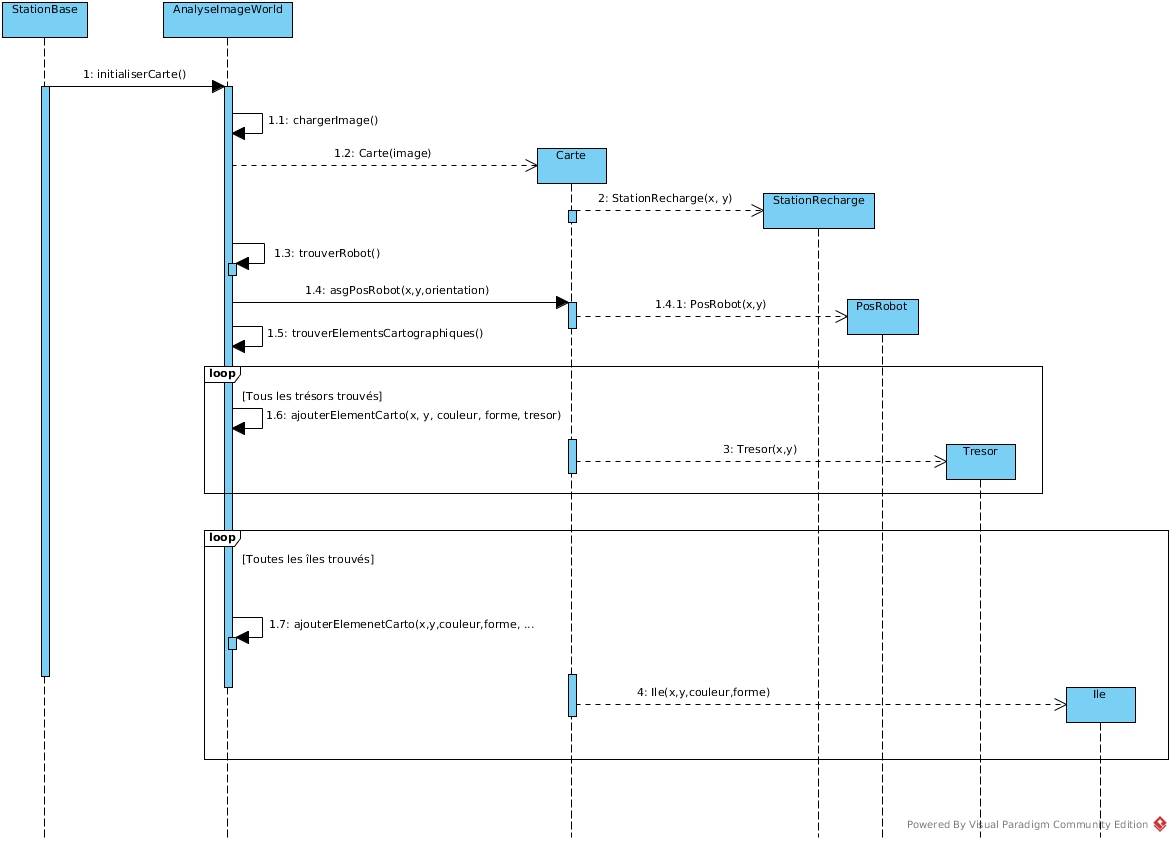 StationBase
AnalyseImageWorld
1: initialiserCarte()
1.1: chargerImage()
1.2: Carte(image)
Carte
2: StationRecharge(x, y)
StationRecharge
1.3: trouverRobot()
1.4: asgPosRobot(x,y,orientation)
1.4.1: PosRobot(x,y)
PosRobot
1.5: trouverElementsCartographiques()
loop
[Tous les trésors trouvés]
1.6: ajouterElementCarto(x, y, couleur, forme, tresor)
3: Tresor(x,y)
Tresor
loop
[Toutes les îles trouvés]
1.7: ajouterElemenetCarto(x,y,couleur,forme, ...
4: Ile(x,y,couleur,forme)
Ile
Powered By Visual Paradigm Community Edition